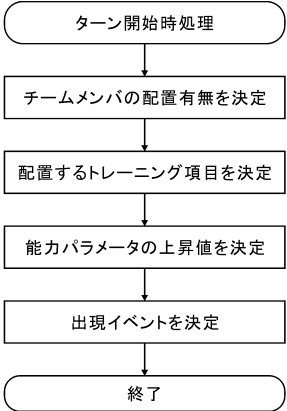 ターン開始時処理
チームメンバの配置有無を決定
配置するトレーニング項目を決定
能力パラメータの上昇値を決定
出現イベントを決定
終了